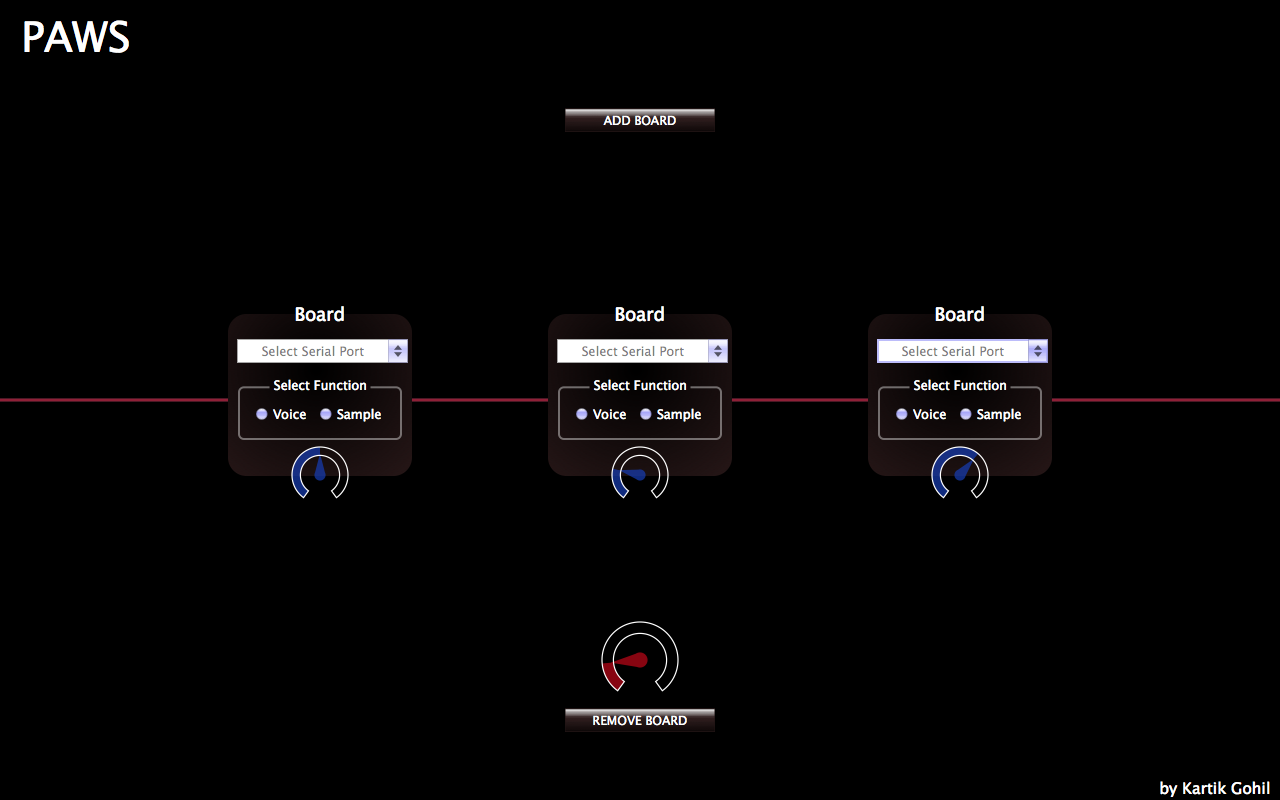 PAWS
ADD BOARD
Board
Select Serial Port
Select Function
Voice Sample
Board
Select Serial Port
Select Function
Voice Sample
Board
Select Serial Port
Select Function
Voice Sample
REMOVE BOARD
by Kartik Gohil